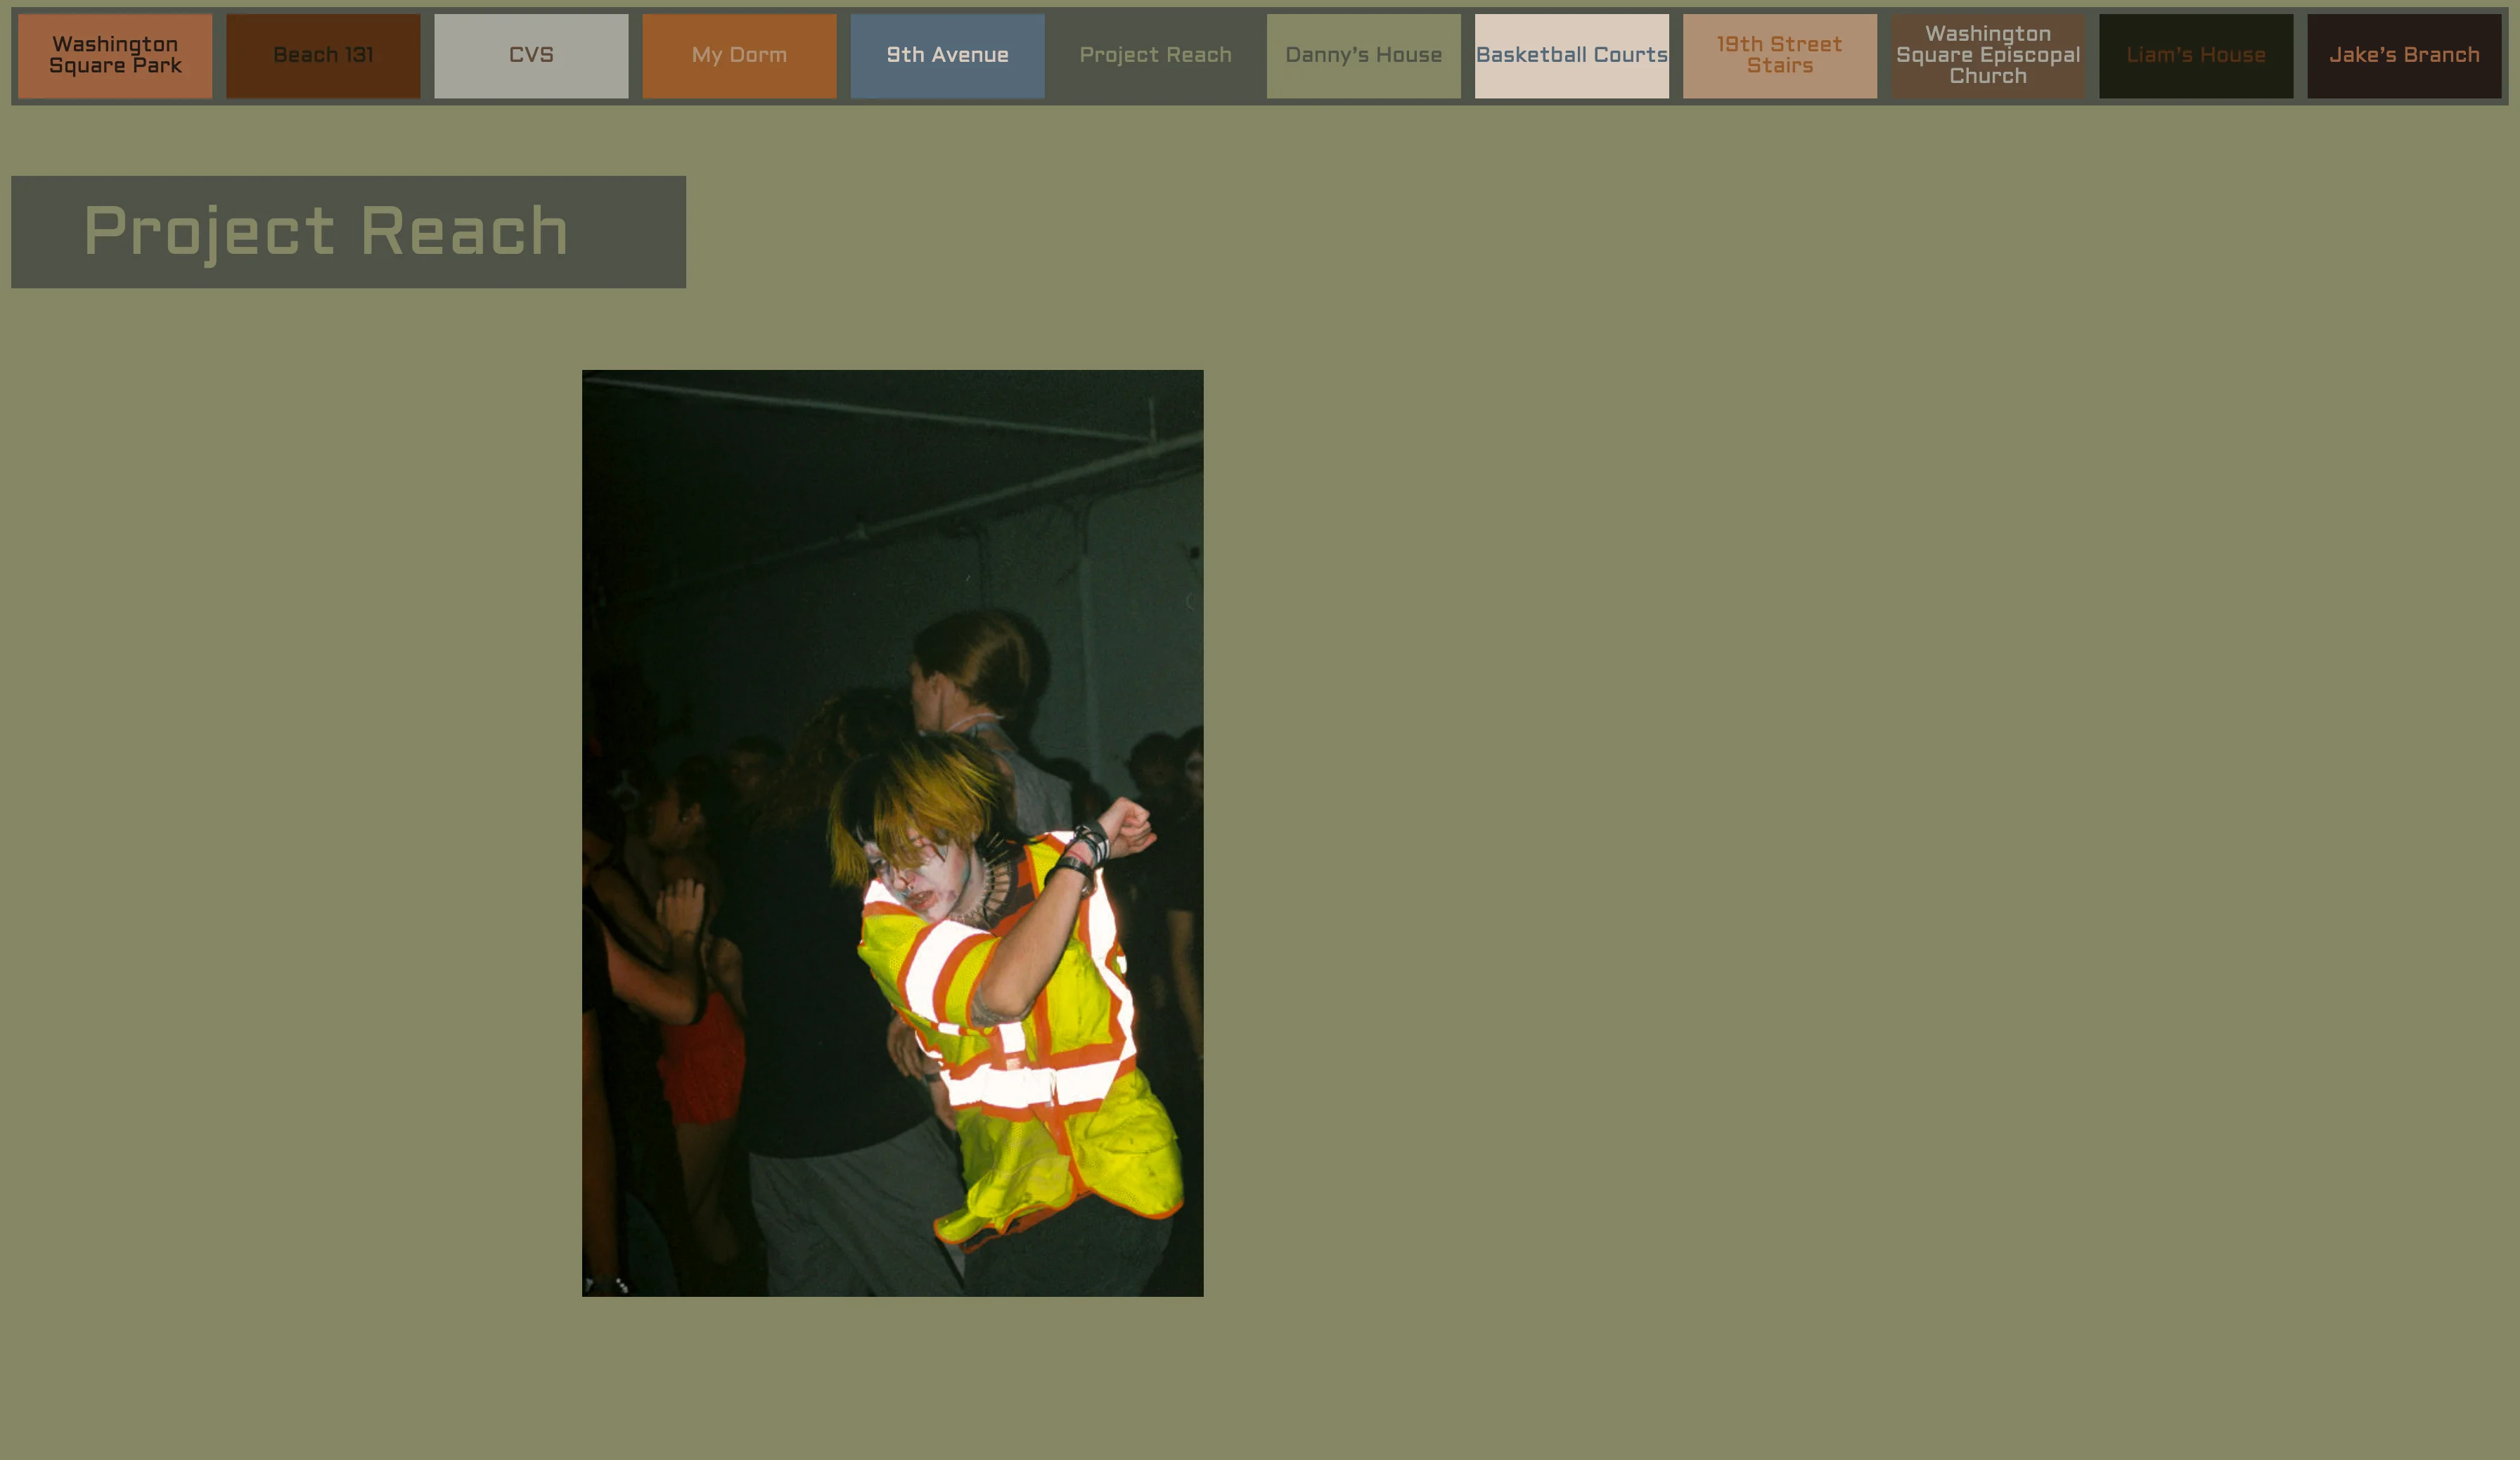 Washington
Square Park
Beach 131
CVS
My Dorm
9th Avenue
Project Reach
Danny’s House
Basketball Courts
19th Street
Stairs
Washington
Square Episcopal
Church
Liam’s House
Jake’s Branch
Project Reach